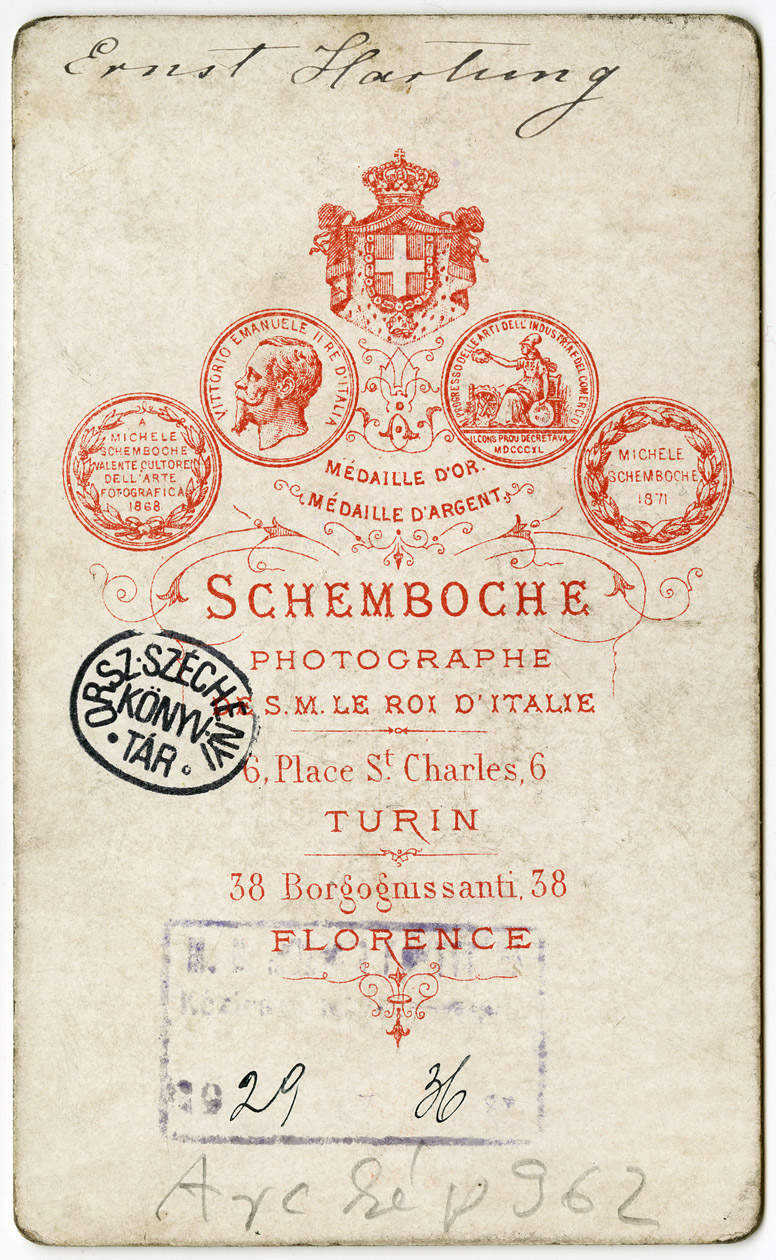 Ernst Hartung
VITTORIO EMANUELE II RE D'ITALIA
PROGRESSO DELLE ARTI DELL'INDUSTRIA E DEL COMERCIO
IL CONS PROU DECRETAVA
MDCCCXL
A
MICHELE
SCHEMBOCHE
VALENTE CULTORE
DELL'ARTE
FOTOGRAFICA
1868
MICHELE
SCHEMBOCHE
1871
MÉDAILLE D'OR.
MÉDAILLE D'ARGENT,
SCHEMBOCHE
PHOTOGRAPHE
DE S.M. LE ROI D'ITALIE
ORSZ·SZÉCHÉNYI
KÖNYV-
TÁR
6, Place St Charles, 6
TURIN
38 Borgognissanti, 38
FLORENCE
29 36
Arckép 962